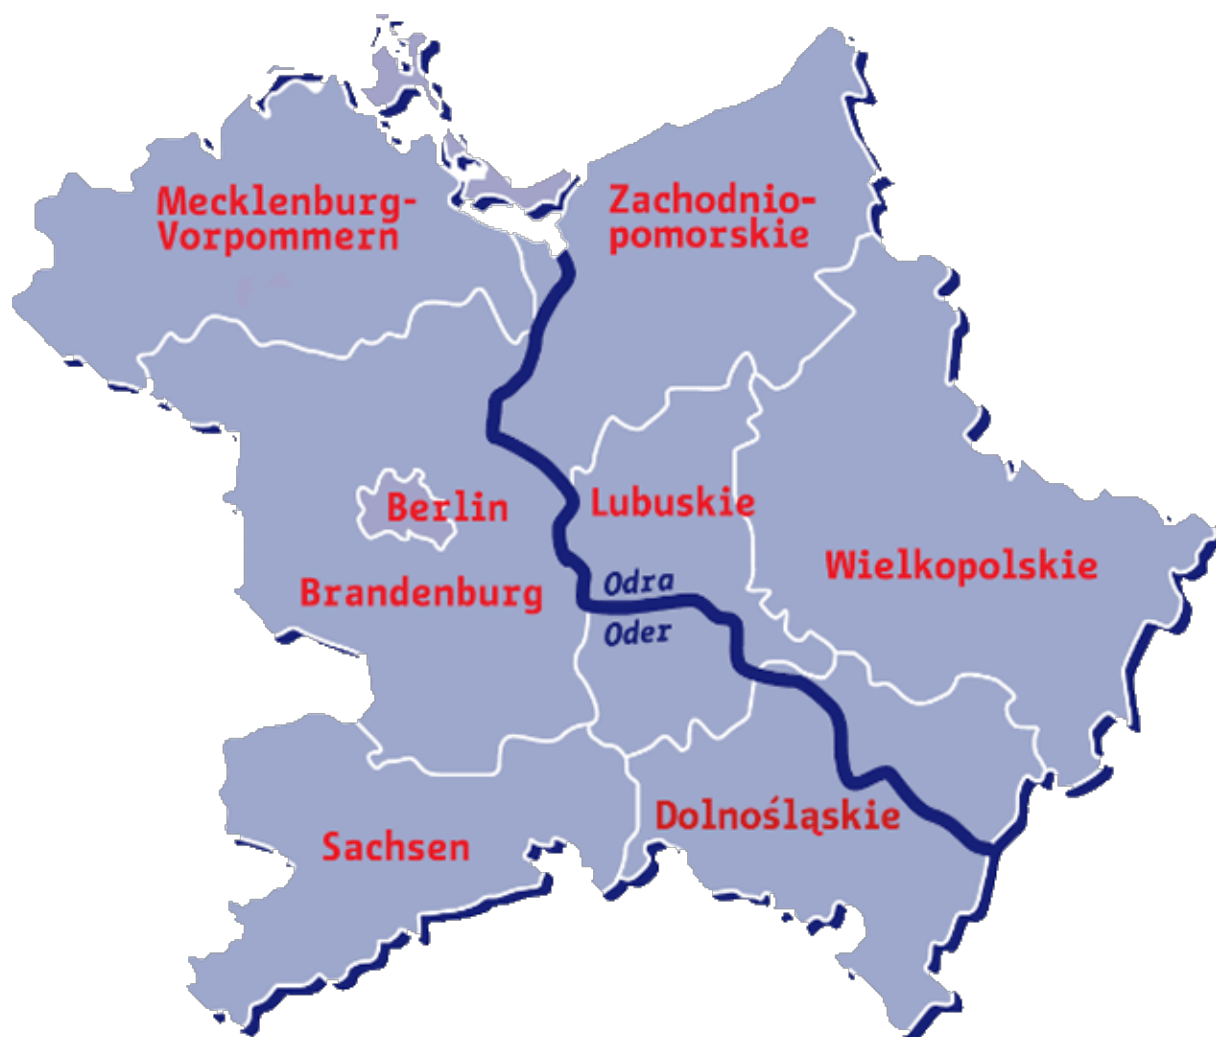 Mecklenburg-
Vorpommern
Zachodnio-
pomorskie
Berlin
Lubuskie
Wielkopolskie
Brandenburg
Odra
Oder
Dolnośląskie
Sachsen